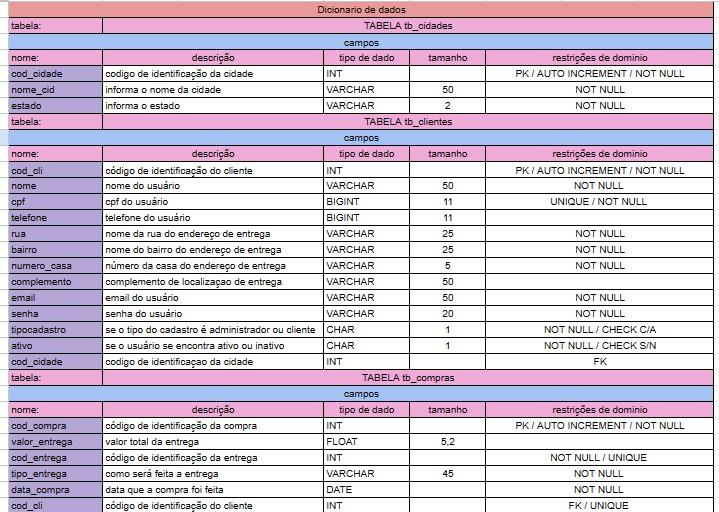 Dicionario de dados
tabela: TABELA tb_cidades
campos
nome: descrição tipo de dado tamanho restrições de dominio
cod_cidade codigo de identificação da cidade INT PK / AUTO INCREMENT / NOT NULL
nome_cid informa o nome da cidade VARCHAR 50 NOT NULL
estado informa o estado VARCHAR 2 NOT NULL
tabela: TABELA tb_clientes
campos
nome: descrição tipo de dado tamanho restrições de dominio
cod_cli código de identificação do cliente INT PK / AUTO INCREMENT / NOT NULL
nome nome do usuário VARCHAR 50 NOT NULL
cpf cpf do usuário BIGINT 11 UNIQUE / NOT NULL
telefone telefone do usuário BIGINT 11
rua nome da rua do endereço de entrega VARCHAR 25 NOT NULL
bairro nome do bairro do endereço de entrega VARCHAR 25 NOT NULL
numero_casa número da casa do endereço de entrega VARCHAR 5 NOT NULL
complemento complemento de localizaçao de entrega VARCHAR 50
email email do usuário VARCHAR 50 NOT NULL
senha senha do usuário VARCHAR 20 NOT NULL
tipocadastro se o tipo do cadastro é administrador ou cliente CHAR 1 NOT NULL / CHECK C/A
ativo se o usuário se encontra ativo ou inativo CHAR 1 NOT NULL / CHECK S/N
cod_cidade codigo de identificaçao da cidade INT FK
tabela: TABELA tb_compras
campos
nome: descrição tipo de dado tamanho restrições de dominio
cod_compra código de identificação da compra INT PK / AUTO INCREMENT / NOT NULL
valor_entrega valor total da entrega FLOAT 5,2
cod_entrega código de identificação da entrega INT NOT NULL / UNIQUE
tipo_entrega como será feita a entrega VARCHAR 45 NOT NULL
data_compra data que a compra foi feita DATE NOT NULL
cod_cli código de identificação do cliente INT FK / UNIQUE